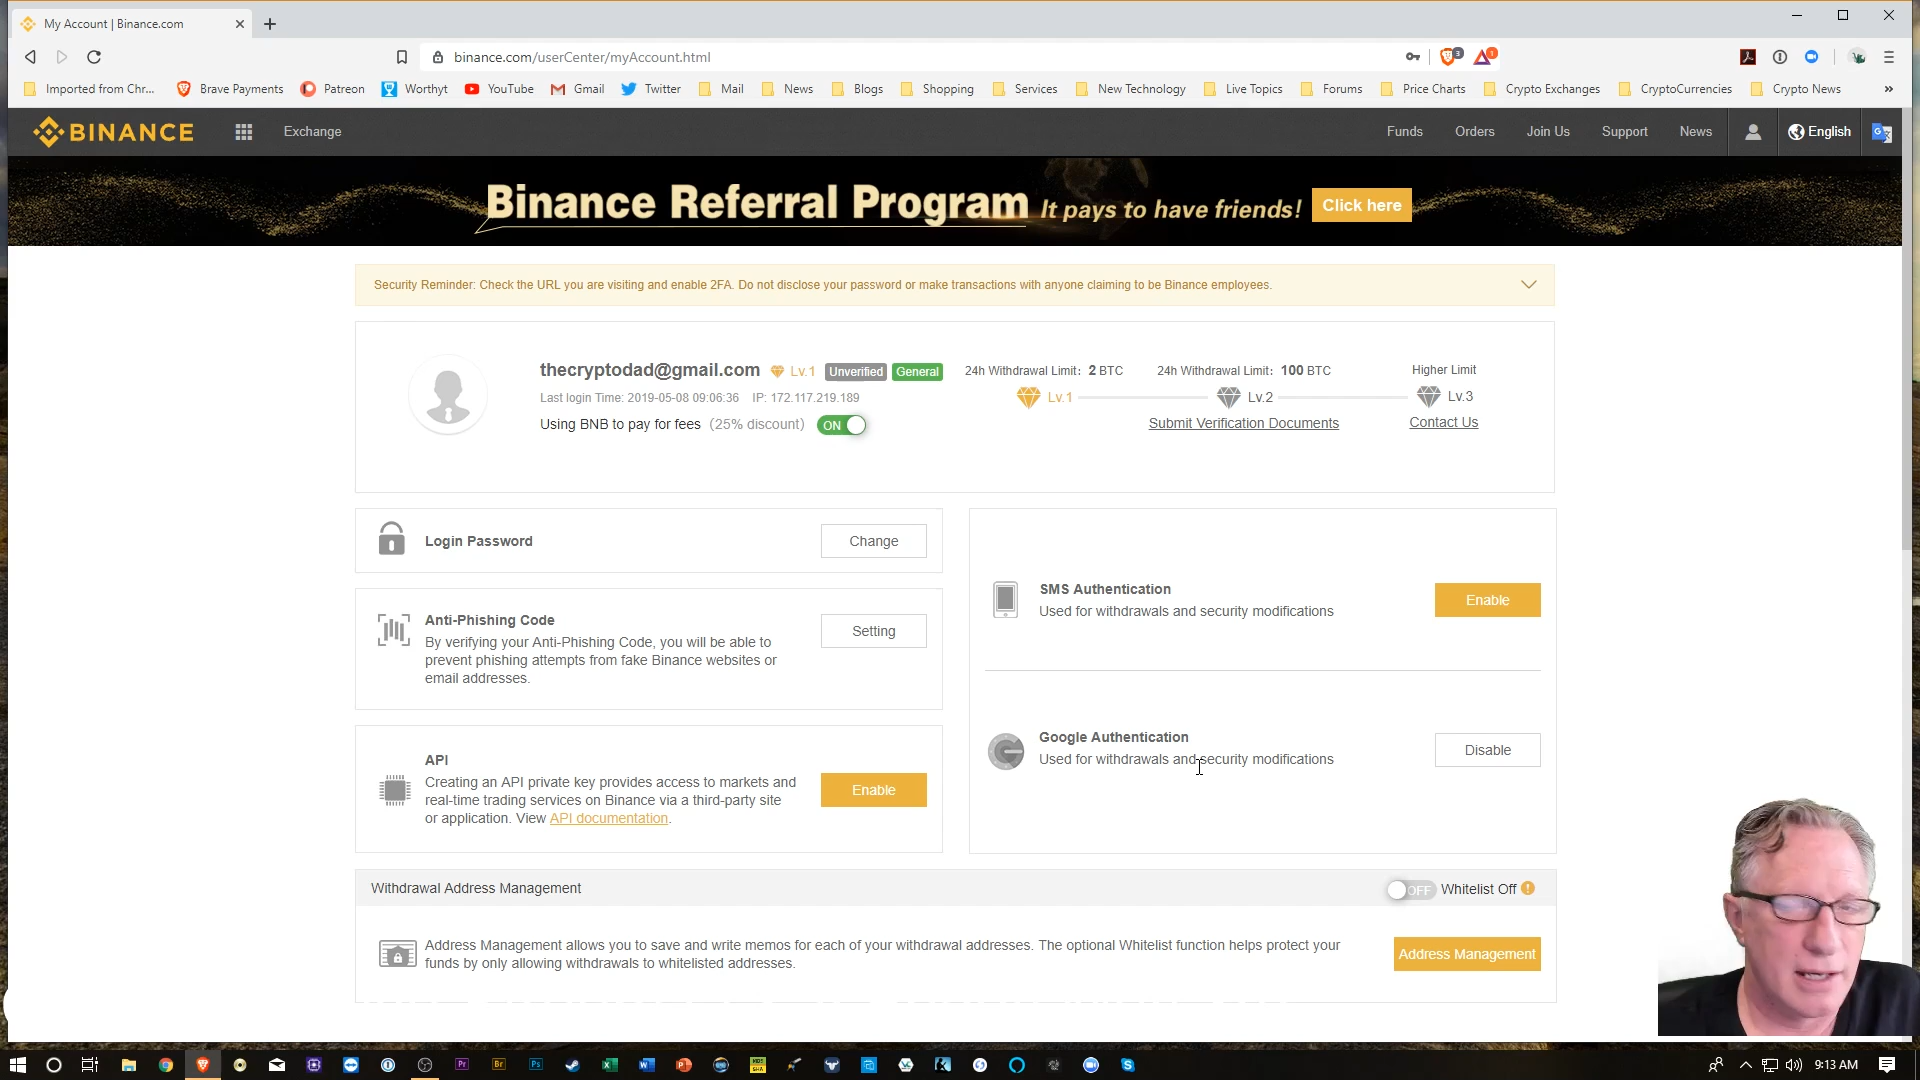 My Account | Binance.com
binance.com/userCenter/myAccount.html
3
1
Imported from Chr...
Brave Payments
Patreon
Worthyt
YouTube
Gmail
Twitter
Mail
News
Blogs
Shopping
Services
New Technology
Live Topics
Forums
Price Charts
Crypto Exchanges
CryptoCurrencies
Crypto News
BINANCE
Exchange
Funds
Orders
Join Us
Support
News
English
Binance Referral Program It pays to have friends! Click here
Security Reminder: Check the URL you are visiting and enable 2FA. Do not disclose your password or make transactions with anyone claiming to be Binance employees.
thecryptodad@gmail.com Lv.1 Unverified General
Last login Time: 2019-05-08 09:06:36 IP: 172.117.219.189
Using BNB to pay for fees (25% discount) ON
24h Withdrawal Limit: 2 BTC
Lv.1
24h Withdrawal Limit: 100 BTC
Lv.2
Submit Verification Documents
Higher Limit
Lv.3
Contact Us
Login Password
Change
Anti-Phishing Code
By verifying your Anti-Phishing Code, you will be able to
prevent phishing attempts from fake Binance websites or
email addresses.
Setting
API
Creating an API private key provides access to markets and
real-time trading services on Binance via a third-party site
or application. View API documentation.
Enable
SMS Authentication
Used for withdrawals and security modifications
Enable
Google Authentication
Used for withdrawals and security modifications
Disable
Withdrawal Address Management
OFF Whitelist Off
Address Management allows you to save and write memos for each of your withdrawal addresses. The optional Whitelist function helps protect your
funds by only allowing withdrawals to whitelisted addresses.
Address Management
9:13 AM